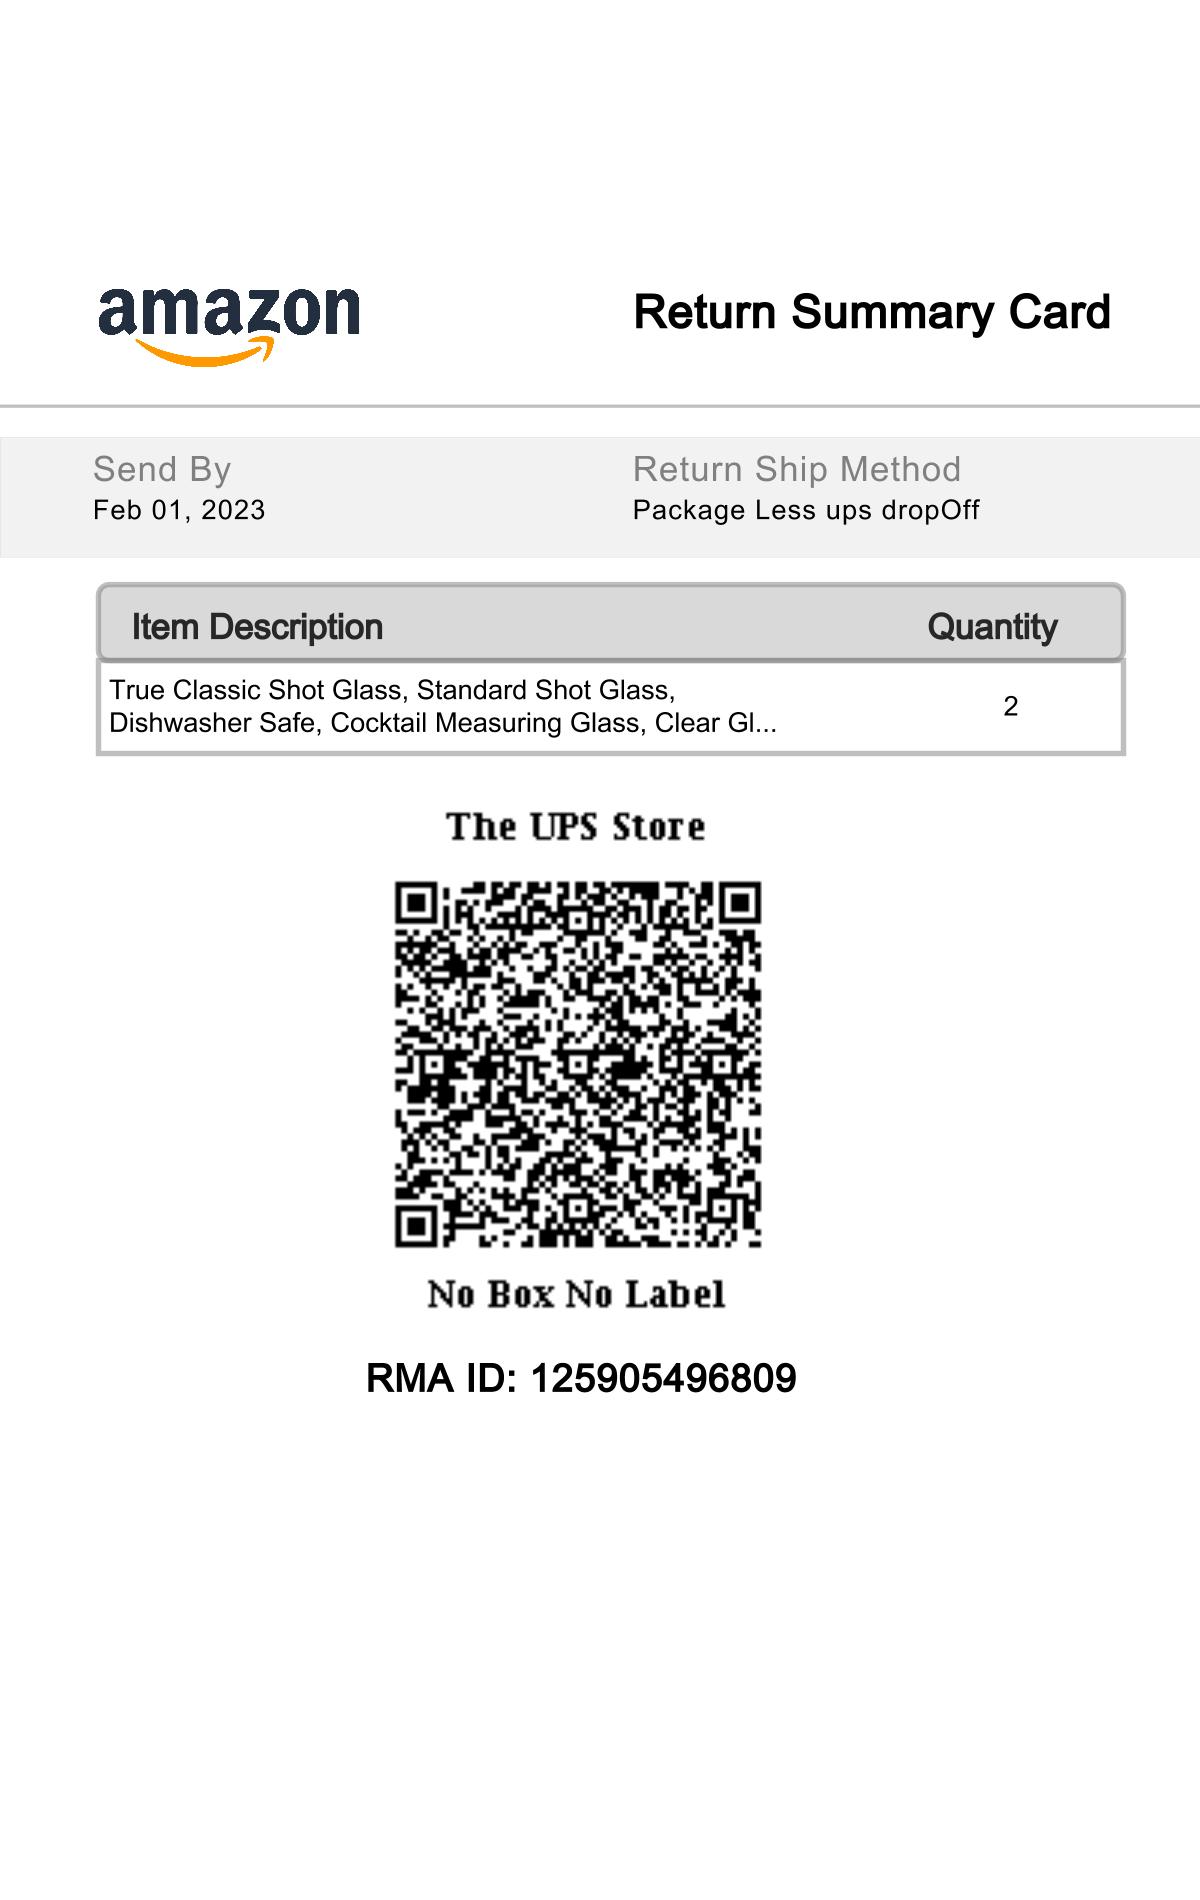 amazon
Return Summary Card
Send By
Return Ship Method
Feb 01, 2023
Package Less ups dropOff
Item Description
Quantity
True Classic Shot Glass, Standard Shot Glass,
Dishwasher Safe, Cocktail Measuring Glass, Clear Gl...
2
The UPS Store
No Box No Label
RMA ID: 125905496809